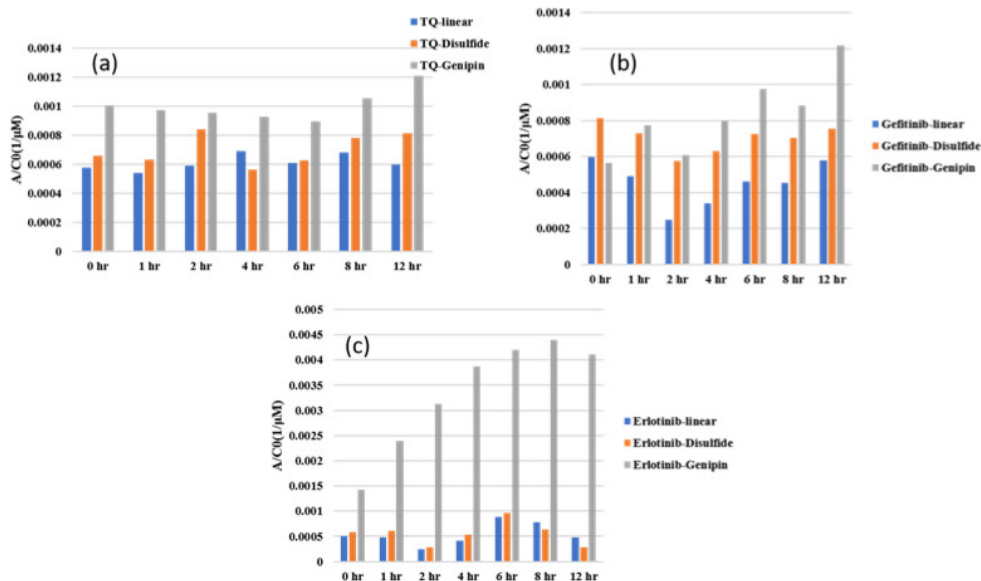 TQ-linear
TQ-Disulfide
TQ-Genipin
(a)
A/C0(1/μM)
0.0014
0.0012
0.001
0.0008
0.0006
0.0004
0.0002
0
0 hr 1 hr 2 hr 4 hr 6 hr 8 hr 12 hr
(b)
A/C0(1/μM)
0.0014
0.0012
0.001
0.0008
0.0006
0.0004
0.0002
0
0 hr 1 hr 2 hr 4 hr 6 hr 8 hr 12 hr
Gefitinib-linear
Gefitinib-Disulfide
Gefitinib-Genipin
(c)
A/C0(1/μM)
0.005
0.0045
0.004
0.0035
0.003
0.0025
0.002
0.0015
0.001
0.0005
0
0 hr 1 hr 2 hr 4 hr 6 hr 8 hr 12 hr
Erlotinib-linear
Erlotinib-Disulfide
Erlotinib-Genipin